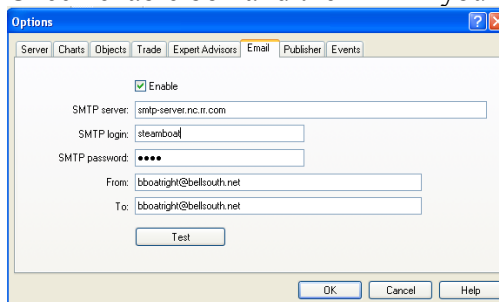 Options
Server Charts Objects Trade Expert Advisors Email Publisher Events
Enable
SMTP server: smtp-server.nc.rr.com
SMTP login: steamboat
SMTP password: ●●●●
From: bboatright@bellsouth.net
To: bboatright@bellsouth.net
Test
OK Cancel Help